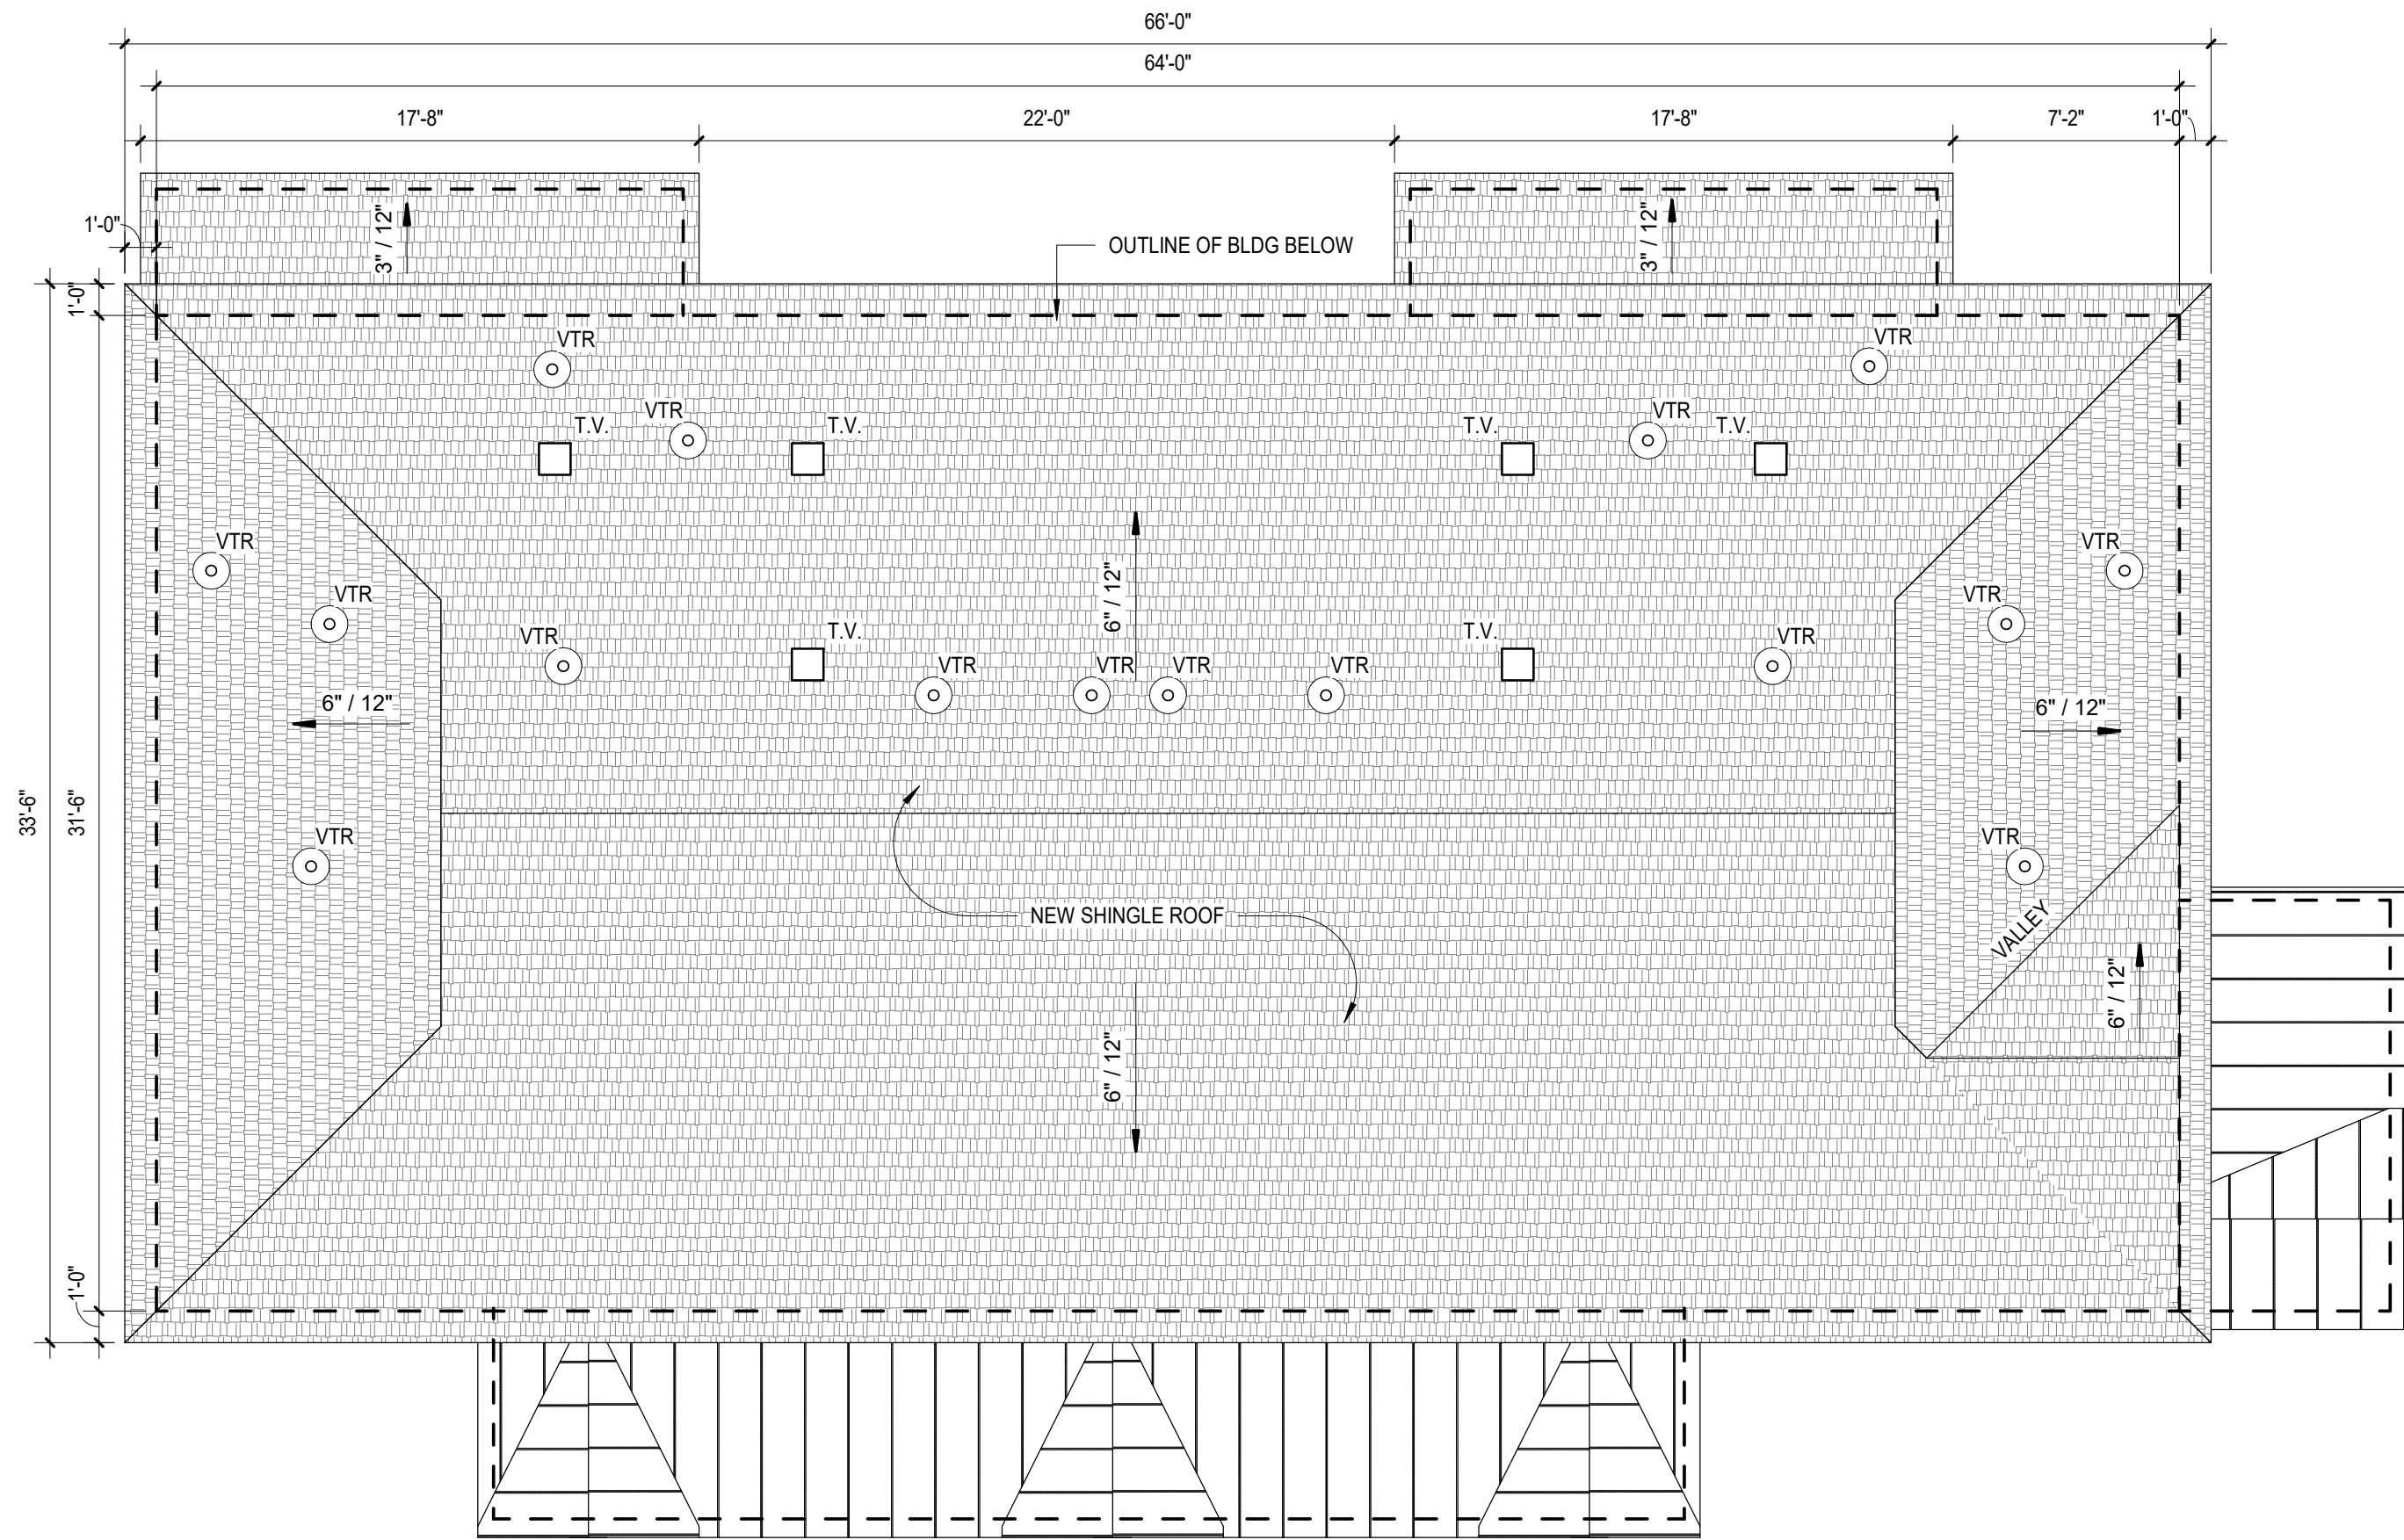 66'-0"
64'-0"
17'-8"
22'-0"
17'-8"
7'-2"
1'-0"
1'-0"
3" / 12"
OUTLINE OF BLDG BELOW
3" / 12"
1'-0"
VTR
VTR
VTR
T.V.
T.V.
T.V.
VTR
T.V.
VTR
VTR
VTR
VTR
6" / 12"
VTR
T.V.
T.V.
VTR
VTR
VTR
VTR
VTR
6" / 12"
6" / 12"
33'-6"
31'-6"
VTR
VTR
NEW SHINGLE ROOF
VALLEY
6" / 12"
6" / 12"
1'-0"